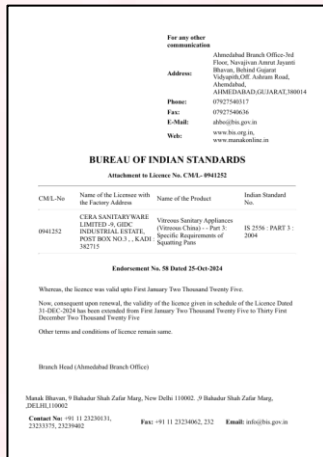 For any other
communication
Ahmedabad Branch Office-3rd
Floor, Navajivan Amrut Jayanti
Bhavan, Behind Gujarat
Address: Vidyapith,Off. Ashram Road,
Ahemdabad,
AHMEDABAD,GUJARAT,380014
Phone: 07927540317
Fax: 07927540636
E-Mail: ahbo@bis.gov.in
Web: www.bis.org.in,
www.manakonline.in
BUREAU OF INDIAN STANDARDS
Attachment to Licence No. CM/L- 0941252
CM/L-No Name of the Licensee with the Factory Address Name of the Product Indian Standard No.
0941252 CERA SANITARYWARE LIMITED -9, GIDC INDUSTRIAL ESTATE, POST BOX NO.3 , , KADI 382715 Vitreous Sanitary Appliances (Vitreous China) - - Part 3: Specific Requirements of Squatting Pans IS 2556 : PART 3 : 2004
Endorsement No. 58 Dated 25-Oct-2024
Whereas, the licence was valid upto First January Two Thousand Twenty Five.
Now, consequent upon renewal, the validity of the licence given in schedule of the Licence Dated
31-DEC-2024 has been extended from First January Two Thousand Twenty Five to Thirty First
December Two Thousand Twenty Five
Other terms and conditions of licence remain same.
Branch Head (Ahmedabad Branch Office)
Manak Bhavan, 9 Bahadur Shah Zafar Marg, New Delhi 110002. ,9 Bahadur Shah Zafar Marg,
,DELHI,110002
Contact No: +91 11 23230131,
23233375, 23239402 Fax: +91 11 23234062, 232 Email: info@bis.gov.in